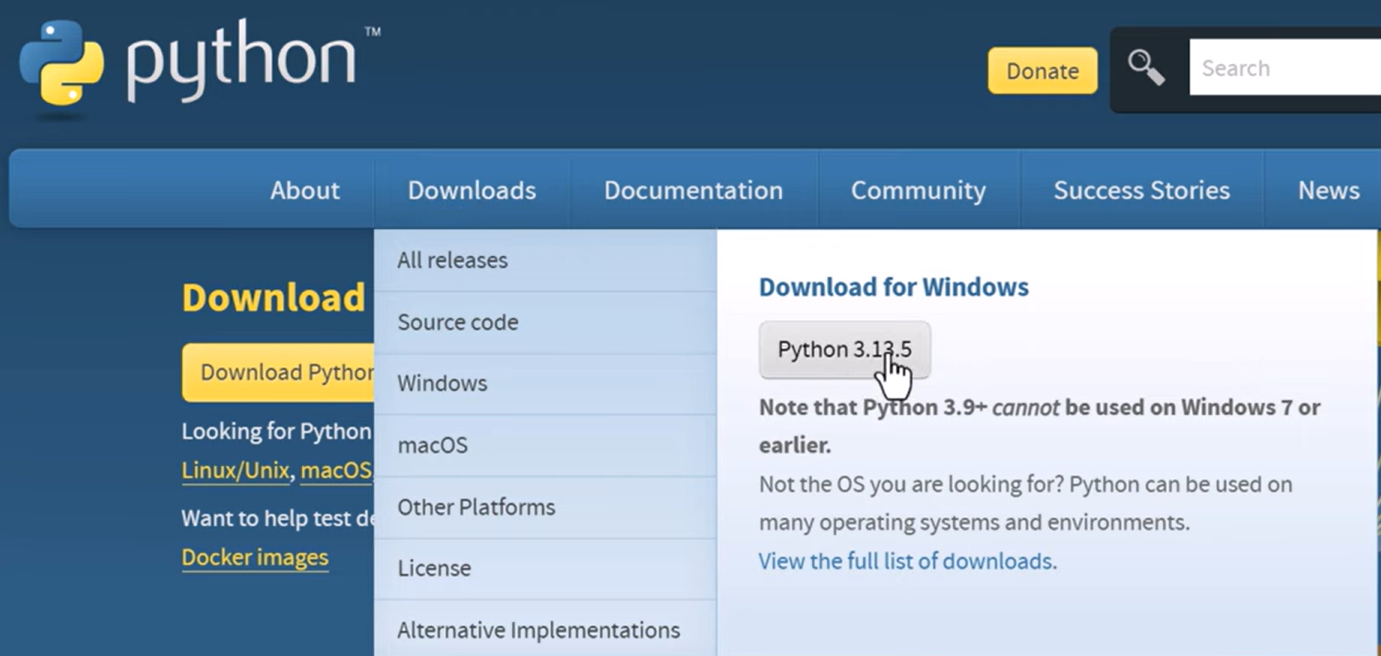 python™
Donate
Search
About
Downloads
Documentation
Community
Success Stories
News
Download
Download Python
Looking for Python
Linux/Unix, macOS,
Want to help test de
Docker images
All releases
Source code
Windows
macOS
Other Platforms
License
Alternative Implementations
Download for Windows
Python 3.13.5
Note that Python 3.9+ cannot be used on Windows 7 or
earlier.
Not the OS you are looking for? Python can be used on
many operating systems and environments.
View the full list of downloads.